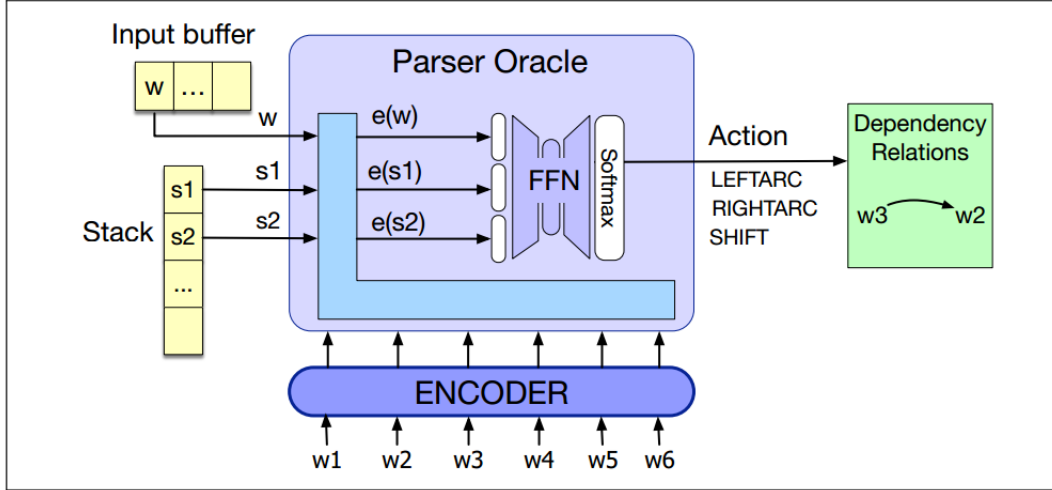 Input buffer
w ...
Parser Oracle
w e(w)
s1 e(s1)
s2 e(s2)
Stack
s1
s2
...
FFN
Softmax
Action
LEFTARC
RIGHTARC
SHIFT
Dependency
Relations
w3 w2
ENCODER
w1 w2 w3 w4 w5 w6